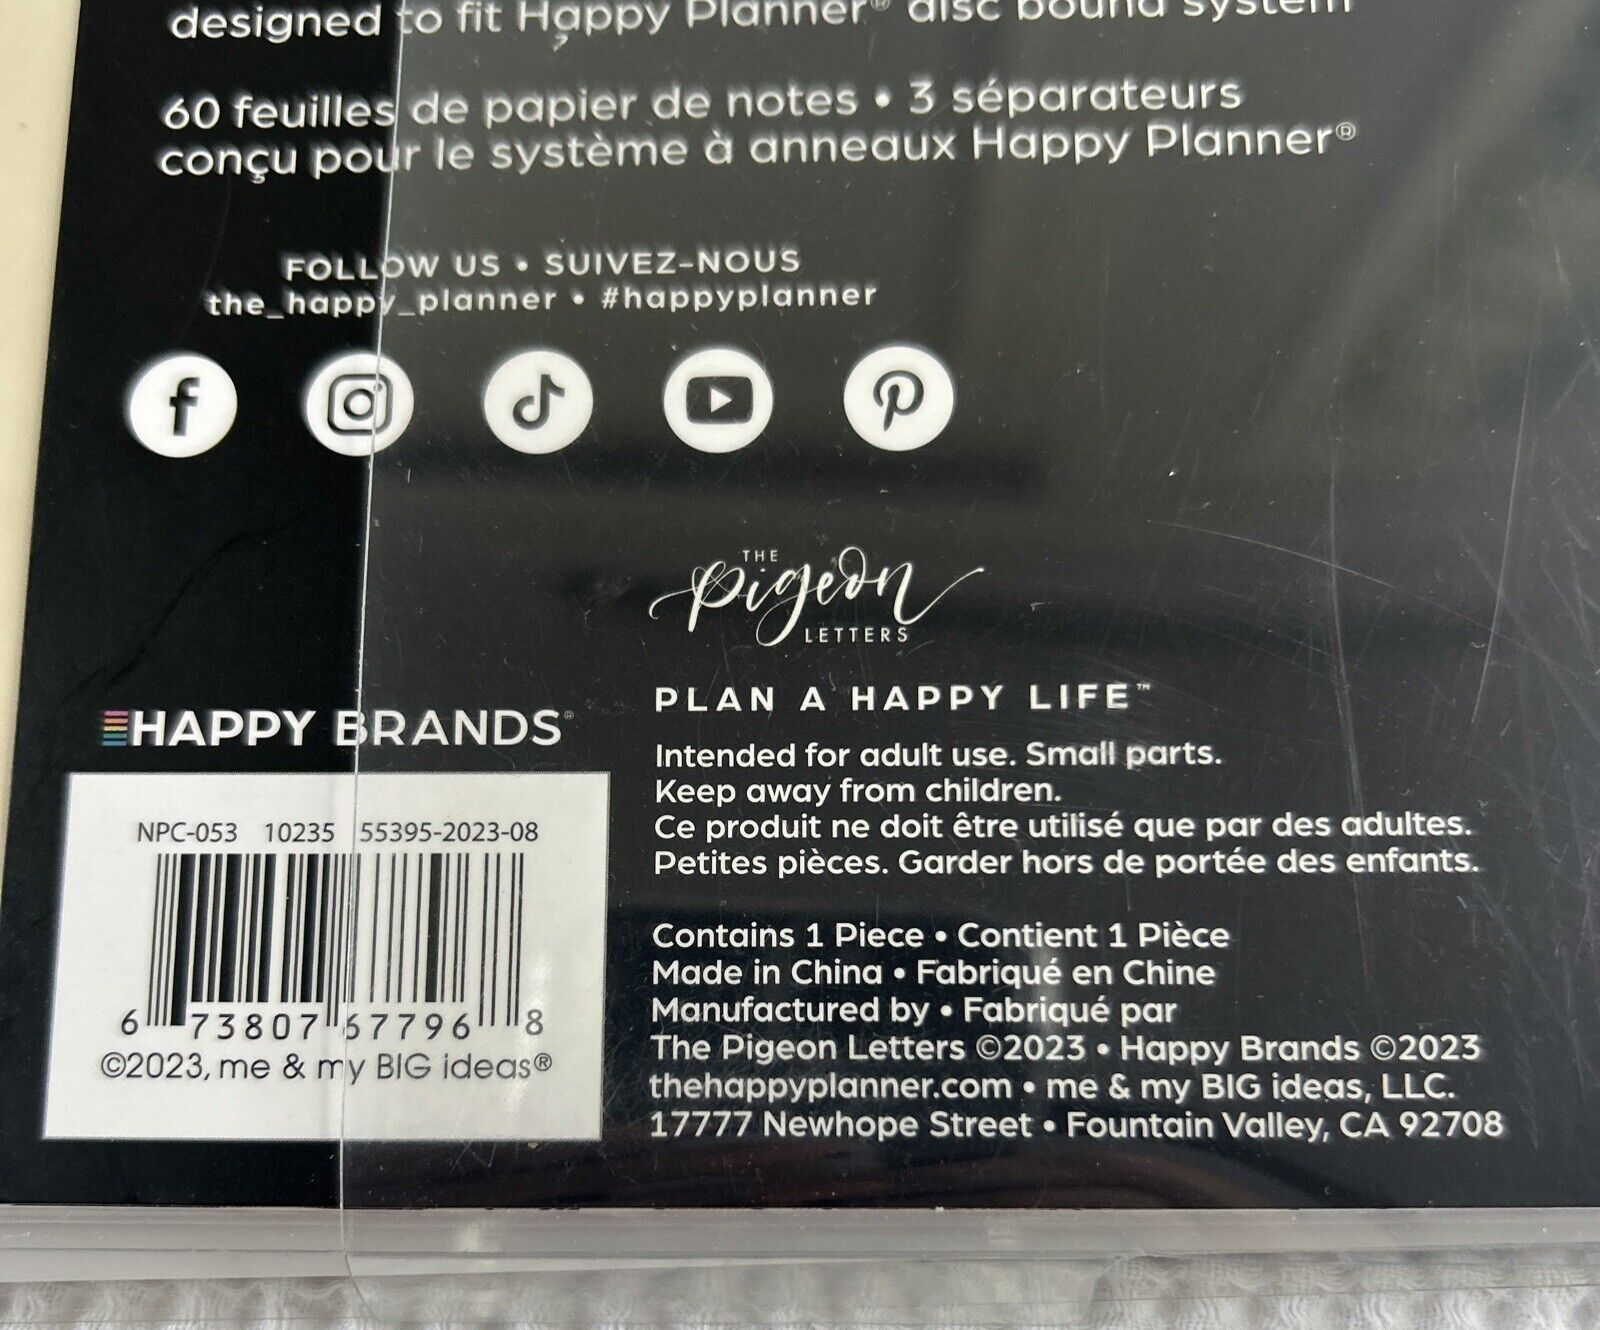 designed to fit Happy Planner® disc bound system
60 feuilles de papier de notes • 3 séparateurs
conçu pour le système à anneaux Happy Planner®
FOLLOW US • SUIVEZ-NOUS
the_happy_planner • #happyplanner
THE
Pigeon
LETTERS
HAPPY BRANDS®
NPC-053 10235 55395-2023-08
6 73807 67796 8
©2023, me & my BIG ideas®
PLAN A HAPPY LIFE™
Intended for adult use. Small parts.
Keep away from children.
Ce produit ne doit être utilisé que par des adultes.
Petites pièces. Garder hors de portée des enfants.
Contains 1 Piece • Contient 1 Pièce
Made in China • Fabriqué en Chine
Manufactured by • Fabriqué par
The Pigeon Letters ©2023 • Happy Brands ©2023
thehappyplanner.com • me & my BIG ideas, LLC.
17777 Newhope Street • Fountain Valley, CA 92708